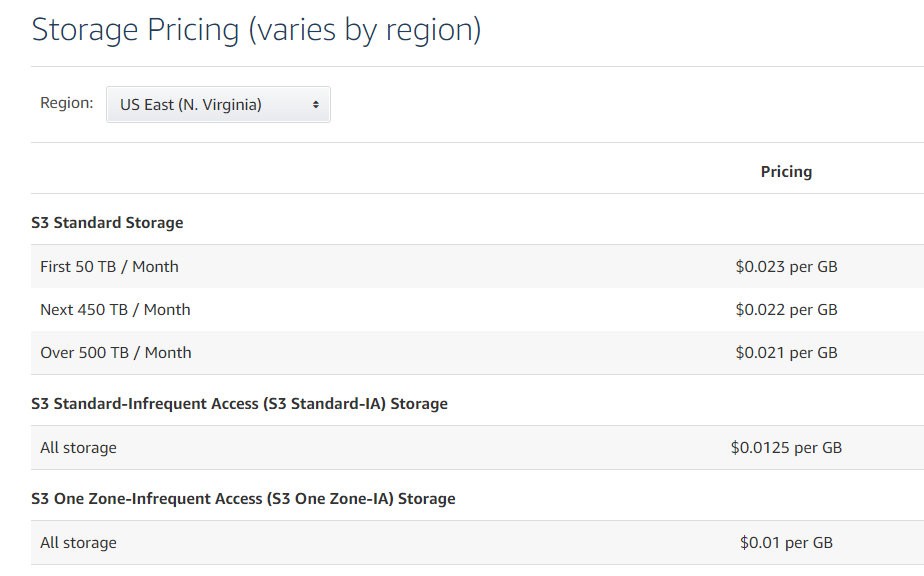 Storage Pricing (varies by region)
Region: US East (N. Virginia)
Pricing
S3 Standard Storage
First 50 TB / Month $0.023 per GB
Next 450 TB / Month $0.022 per GB
Over 500 TB / Month $0.021 per GB
S3 Standard-Infrequent Access (S3 Standard-IA) Storage
All storage $0.0125 per GB
S3 One Zone-Infrequent Access (S3 One Zone-IA) Storage
All storage $0.01 per GB